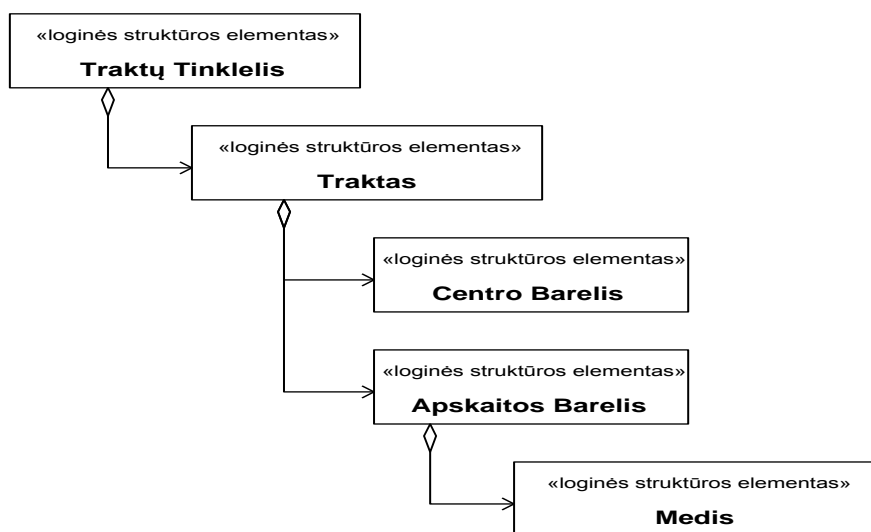 «loginės struktūros elementas»
Traktų Tinklelis
«loginės struktūros elementas»
Traktas
«loginės struktūros elementas»
Centro Barelis
«loginės struktūros elementas»
Apskaitos Barelis
«loginės struktūros elementas»
Medis